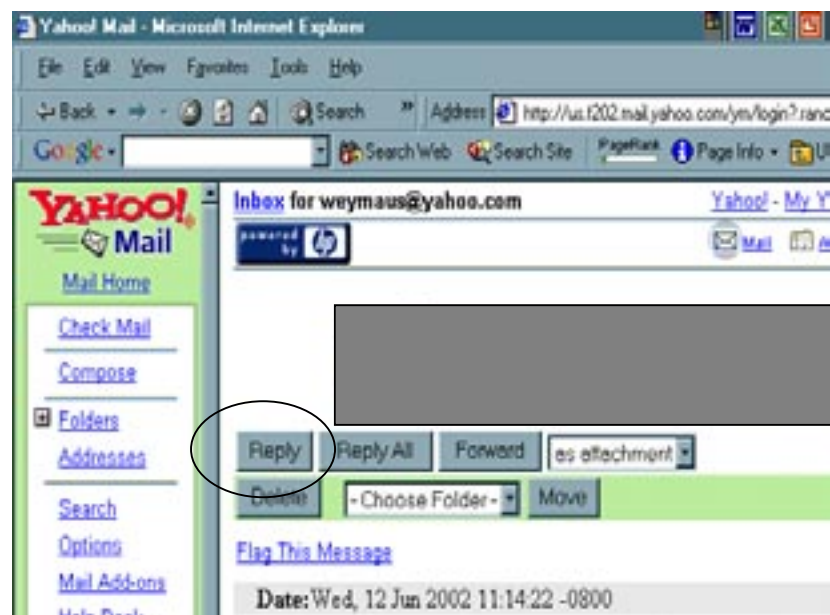 Yahoo! Mail - Microsoft Internet Explorer
File Edit View Favorites Tools Help
Back Search » Address http://us.f202.mail.yahoo.com/ym/login?.ranc
Google Search Web Search Site PageRank Page Info
YAHOO! Mail
Mail Home
Check Mail
Compose
Folders
Addresses
Search
Options
Mail Add-ons
Help Desk
Inbox for weymaus@yahoo.com Yahoo! - My Y
powered by hp Mail
Reply Reply All Forward as attachment
Delete - Choose Folder - Move
Flag This Message
Date: Wed, 12 Jun 2002 11:14:22 -0800